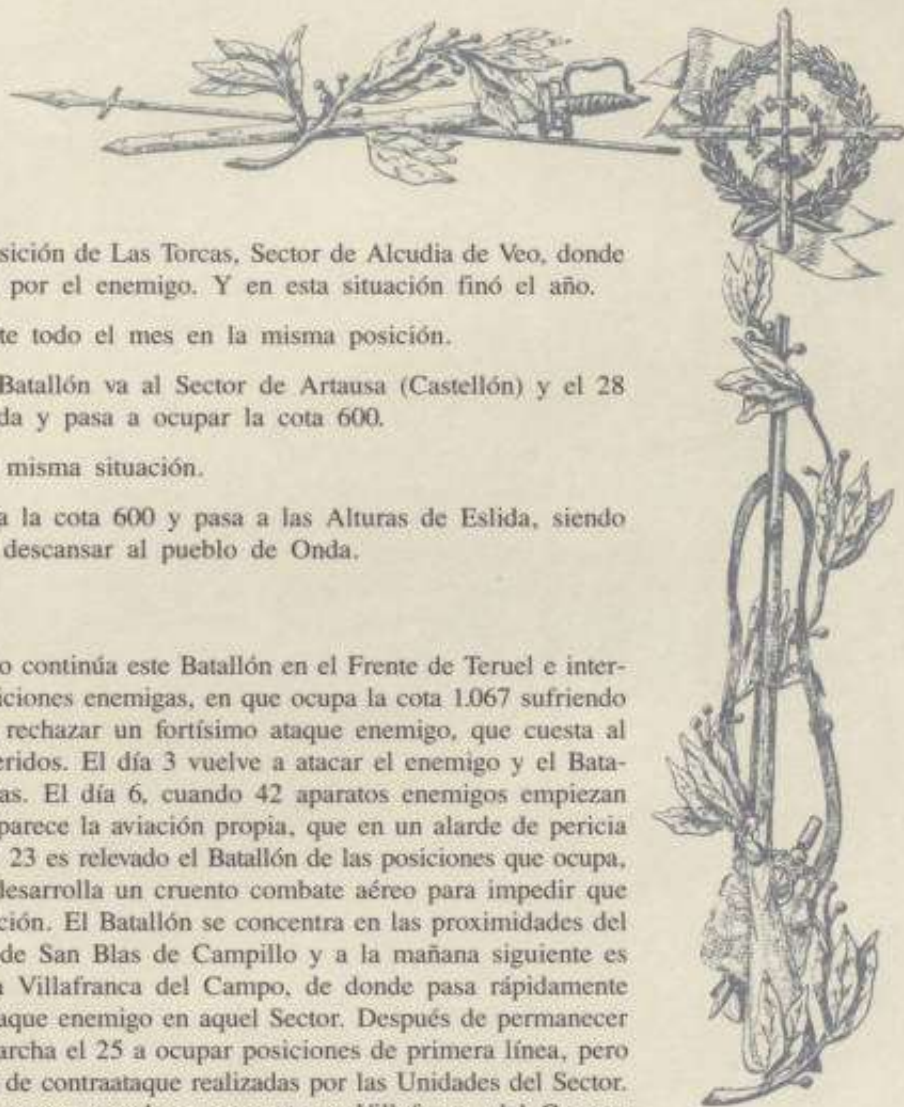 sición de Las Torcas, Sector de Alcudia de Veo, donde
por el enemigo. Y en esta situación finó el año.
te todo el mes en la misma posición.
Batallón va al Sector de Artausa (Castellón) y el 28
da y pasa a ocupar la cota 600.
misma situación.
a la cota 600 y pasa a las Alturas de Eslida, siendo
descansar al pueblo de Onda.
o continúa este Batallón en el Frente de Teruel e inter-
iciones enemigas, en que ocupa la cota 1.067 sufriendo
rechazar un fortísimo ataque enemigo, que cuesta al
eridos. El día 3 vuelve a atacar el enemigo y el Bata-
as. El día 6, cuando 42 aparatos enemigos empiezan
parece la aviación propia, que en un alarde de pericia
23 es relevado el Batallón de las posiciones que ocupa,
desarrolla un cruento combate aéreo para impedir que
ción. El Batallón se concentra en las proximidades del
de San Blas de Campillo y a la mañana siguiente es
a Villafranca del Campo, de donde pasa rápidamente
aque enemigo en aquel Sector. Después de permanecer
archa el 25 a ocupar posiciones de primera línea, pero
de contraataque realizadas por las Unidades del Sector.